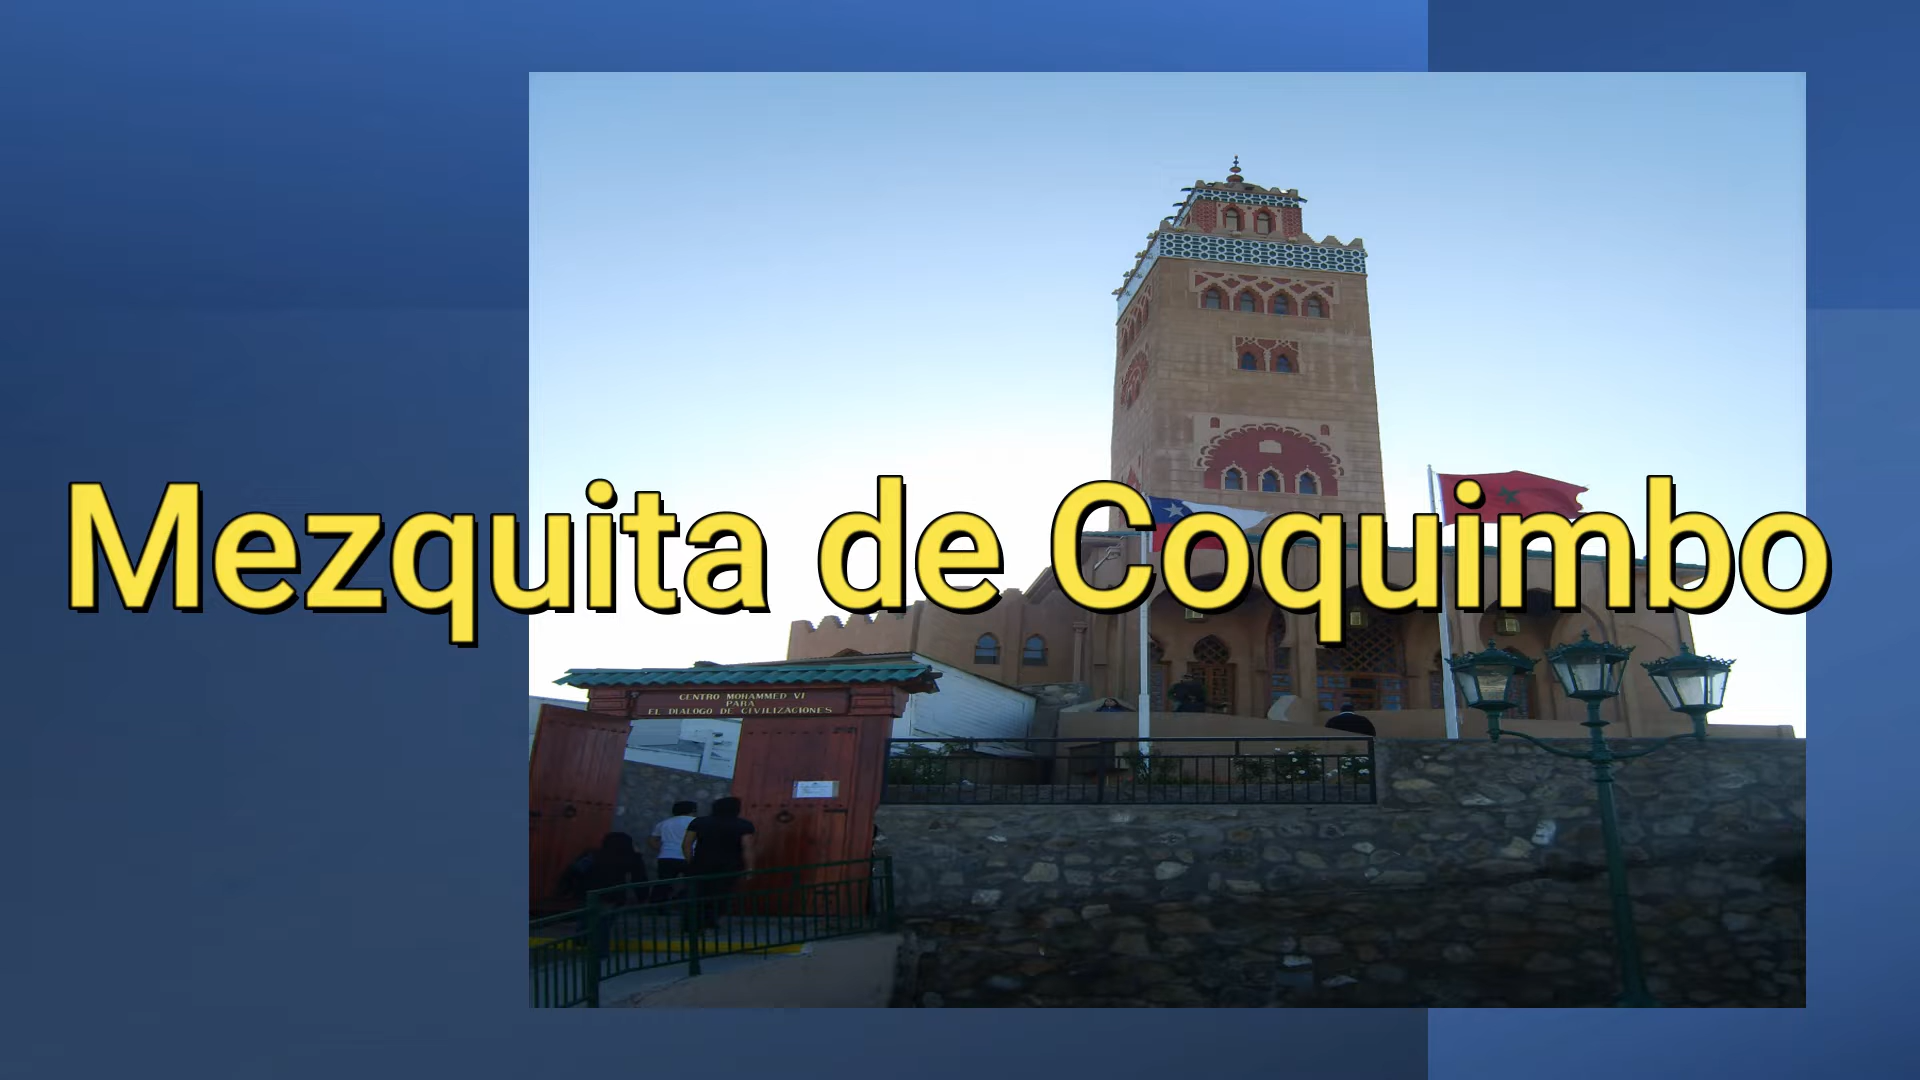 Mezquita de Coquimbo
CENTRO MOHAMMED VI
PARA
EL DIALOGO DE CIVILIZACIONES